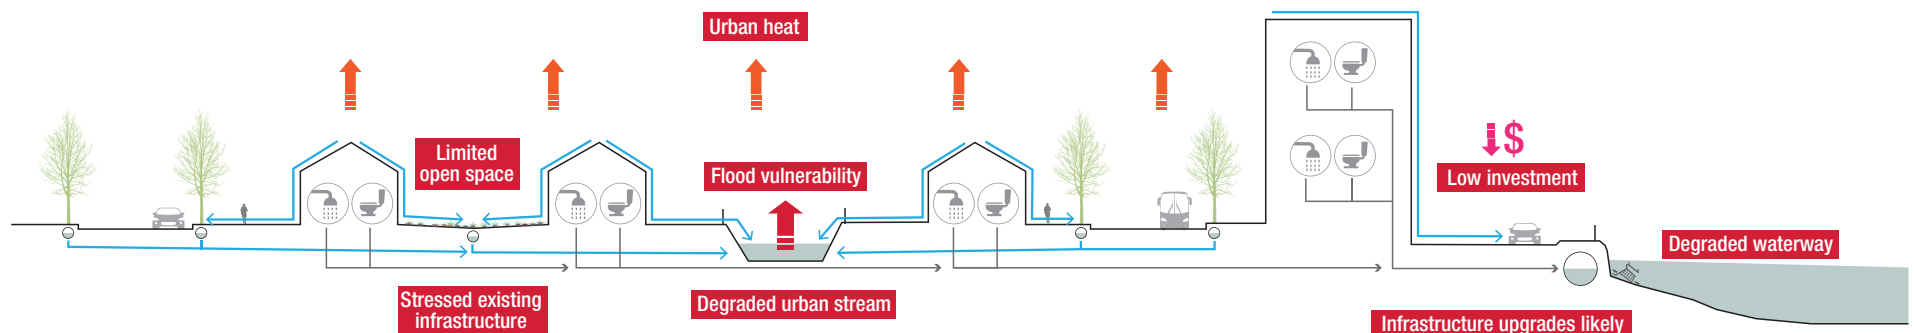 Urban heat
Limited
open space
Flood vulnerability
$
Low investment
Degraded waterway
Stressed existing
infrastructure
Degraded urban stream
Infrastructure upgrades likely